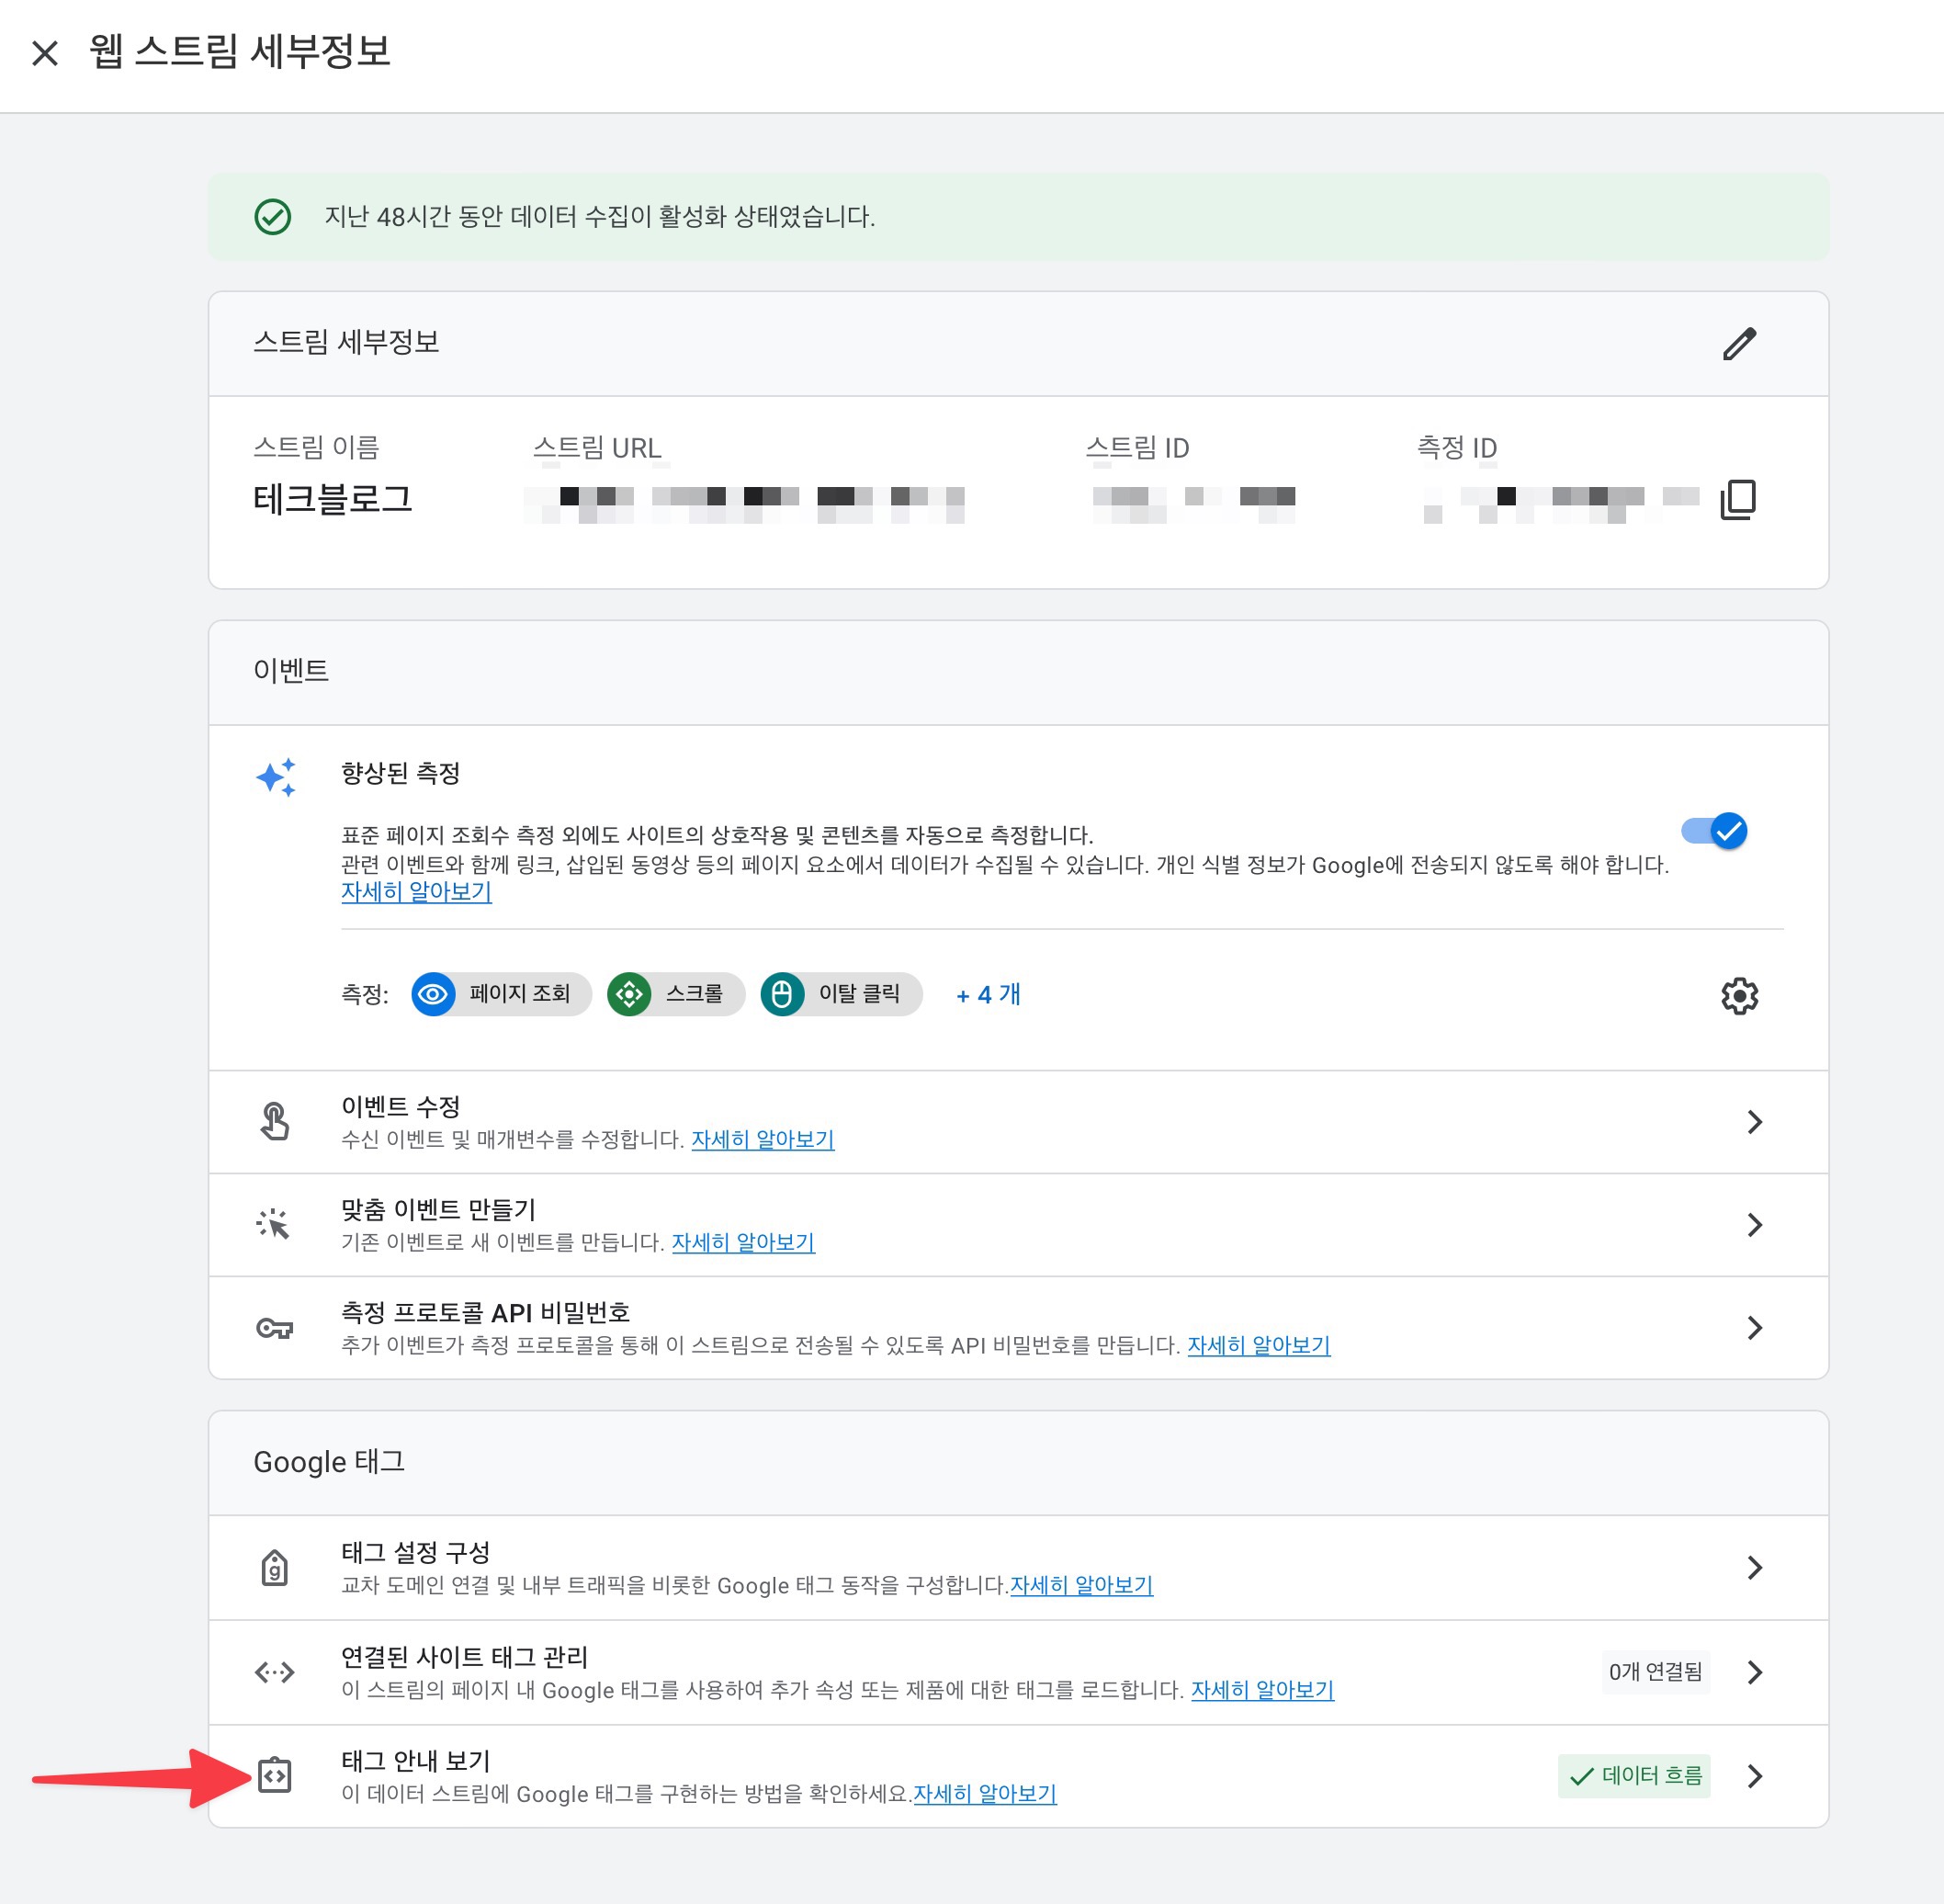 웹 스트림 세부정보
지난 48시간 동안 데이터 수집이 활성화 상태였습니다.
스트림 세부정보
스트림 이름
스트림 URL
스트림 ID
측정 ID
테크블로그
이벤트
향상된 측정
표준 페이지 조회수 측정 외에도 사이트의 상호작용 및 콘텐츠를 자동으로 측정합니다.
관련 이벤트와 함께 링크, 삽입된 동영상 등의 페이지 요소에서 데이터가 수집될 수 있습니다. 개인 식별 정보가 Google에 전송되지 않도록 해야 합니다.
자세히 알아보기
측정: 페이지 조회 스크롤 이탈 클릭 + 4 개
이벤트 수정
수신 이벤트 및 매개변수를 수정합니다. 자세히 알아보기
맞춤 이벤트 만들기
기존 이벤트로 새 이벤트를 만듭니다. 자세히 알아보기
측정 프로토콜 API 비밀번호
추가 이벤트가 측정 프로토콜을 통해 이 스트림으로 전송될 수 있도록 API 비밀번호를 만듭니다. 자세히 알아보기
Google 태그
태그 설정 구성
교차 도메인 연결 및 내부 트래픽을 비롯한 Google 태그 동작을 구성합니다.자세히 알아보기
연결된 사이트 태그 관리
이 스트림의 페이지 내 Google 태그를 사용하여 추가 속성 또는 제품에 대한 태그를 로드합니다. 자세히 알아보기
0개 연결됨
태그 안내 보기
이 데이터 스트림에 Google 태그를 구현하는 방법을 확인하세요.자세히 알아보기
데이터 흐름